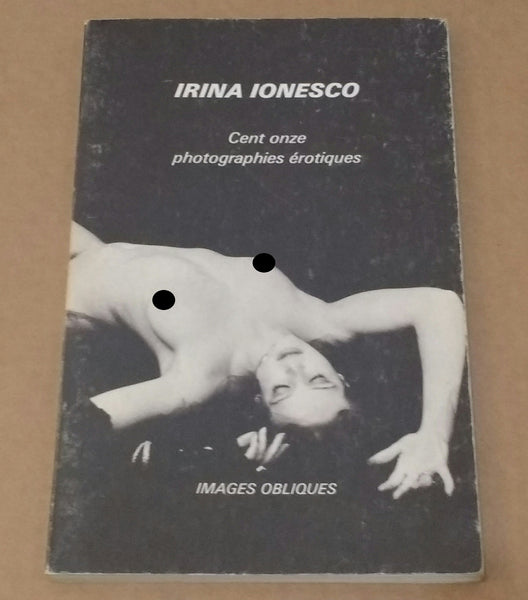 IRINA IONESCO
Cent onze
photographies érotiques
IMAGES OBLIQUES